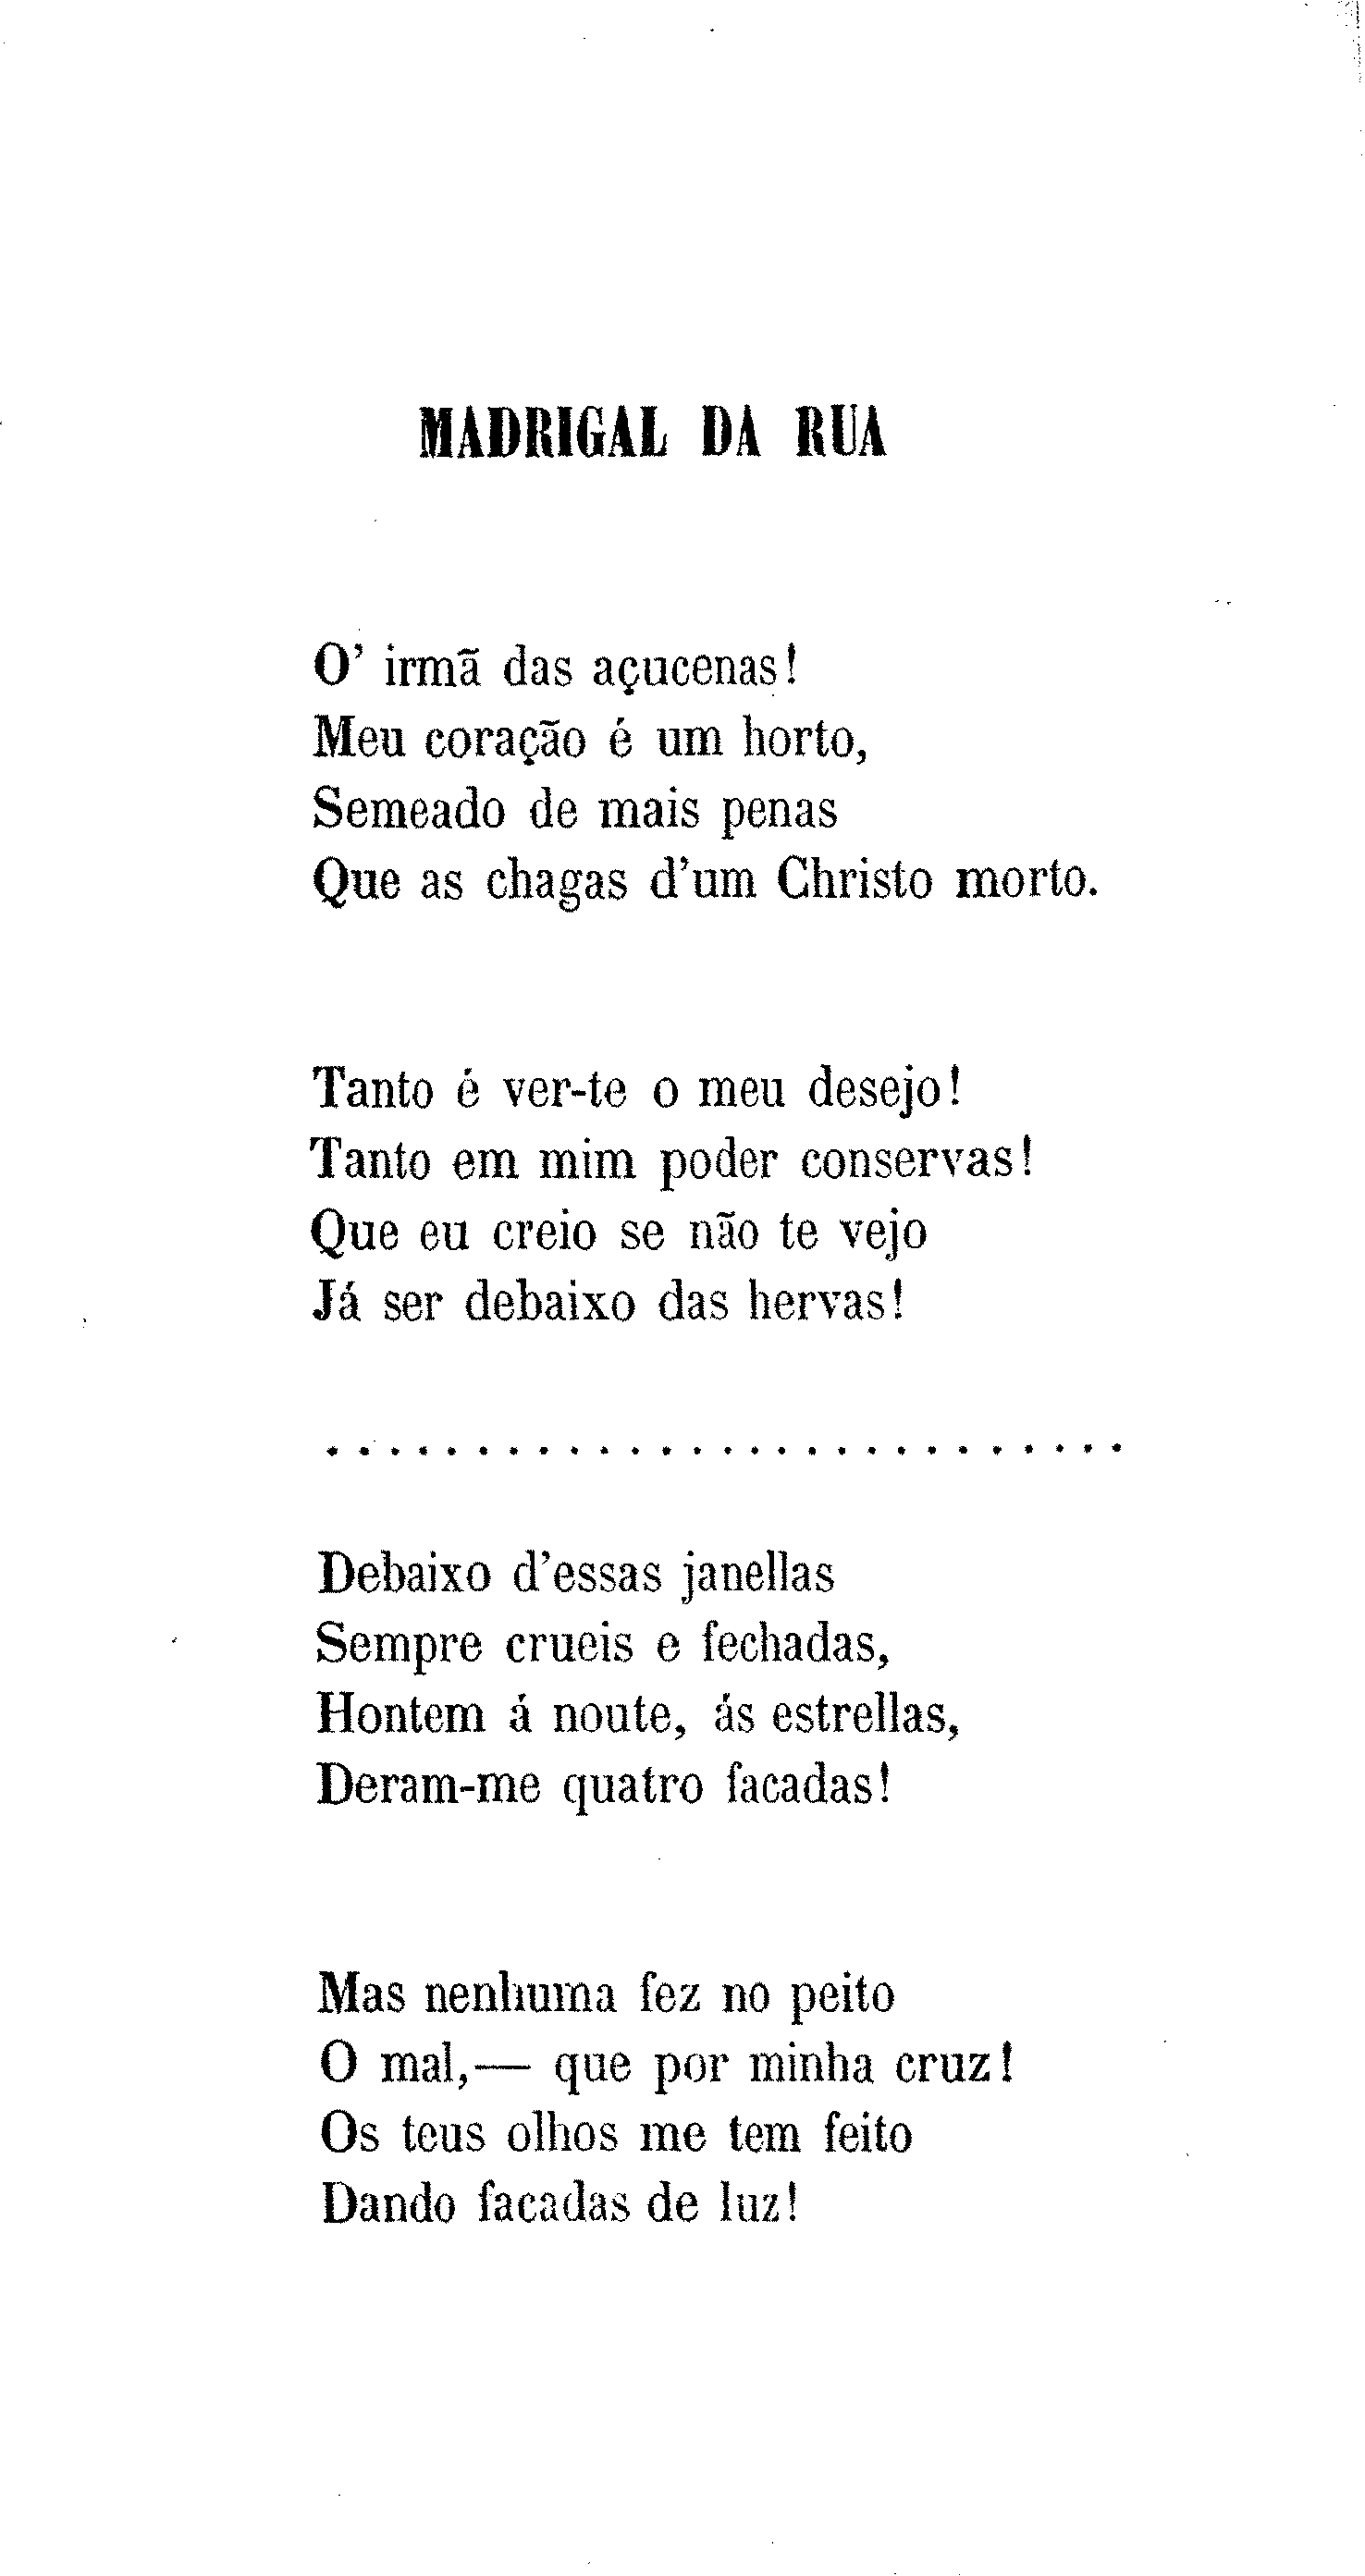 MADRIGAL DA RUA
O' irmã das açucenas!
Meu coração é um horto,
Semeado de mais penas
Que as chagas d'um Christo morto.
Tanto é ver-te o meu desejo!
Tanto em mim poder conservas!
Que eu creio se não te vejo
Já ser debaixo das hervas!
. . . . . . . . . . . . . . . . . . . . . . . . . . .
Debaixo d'essas janellas
Sempre crueis e fechadas,
Hontem á noute, ás estrellas,
Deram-me quatro facadas!
Mas nenhuma fez no peito
O mal,— que por minha cruz!
Os teus olhos me tem feito
Dando facadas de luz!